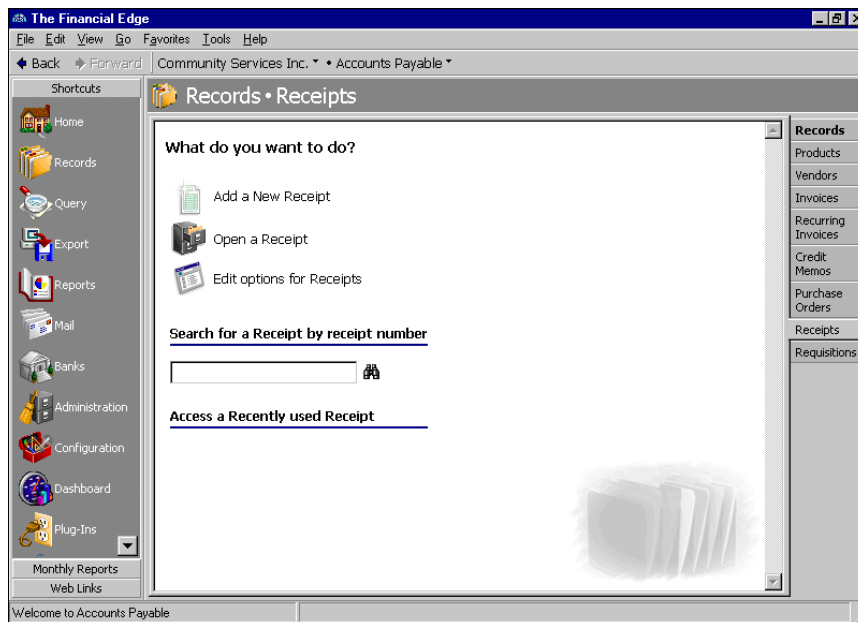 The Financial Edge
File Edit View Go Favorites Tools Help
Back Forward Community Services Inc. • Accounts Payable
Shortcuts
Home
Records
Query
Export
Reports
Mail
Banks
Administration
Configuration
Dashboard
Plug-Ins
Monthly Reports
Web Links
Records • Receipts
What do you want to do?
Add a New Receipt
Open a Receipt
Edit options for Receipts
Search for a Receipt by receipt number
Access a Recently used Receipt
Records
Products
Vendors
Invoices
Recurring
Invoices
Credit
Memos
Purchase
Orders
Receipts
Requisitions
Welcome to Accounts Payable